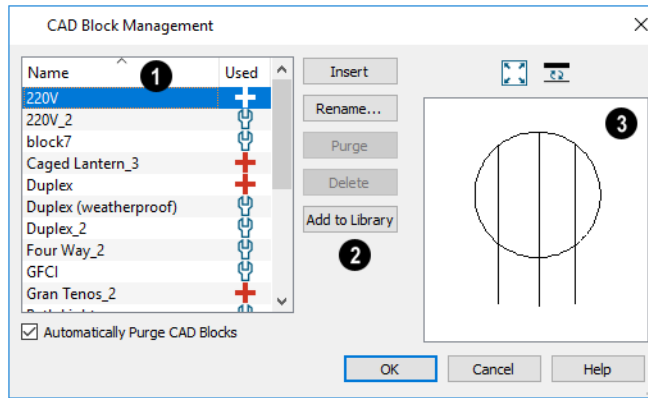 CAD Block Management
Name Used
1
220V
220V_2
block7
Caged Lantern_3
Duplex
Duplex (weatherproof)
Duplex_2
Four Way_2
GFCI
Gran Tenos_2
Automatically Purge CAD Blocks
Insert
Rename...
Purge
Delete
Add to Library
2
3
OK Cancel Help